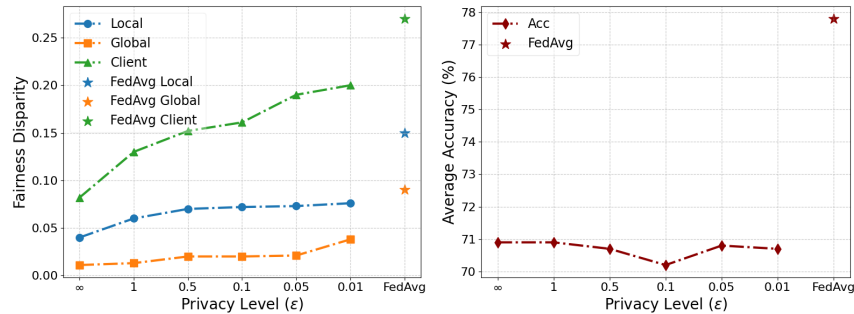 Local
Global
Client
FedAvg Local
FedAvg Global
FedAvg Client
Fairness Disparity
0.25
0.20
0.15
0.10
0.05
0.00
∞ 1 0.5 0.1 0.05 0.01 FedAvg
Privacy Level (ε)
Acc
FedAvg
Average Accuracy (%)
78
77
76
75
74
73
72
71
70
∞ 1 0.5 0.1 0.05 0.01 FedAvg
Privacy Level (ε)